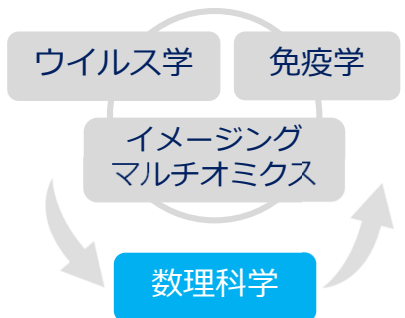 ウイルス学
免疫学
イメージング
マルチオミクス
数理科学